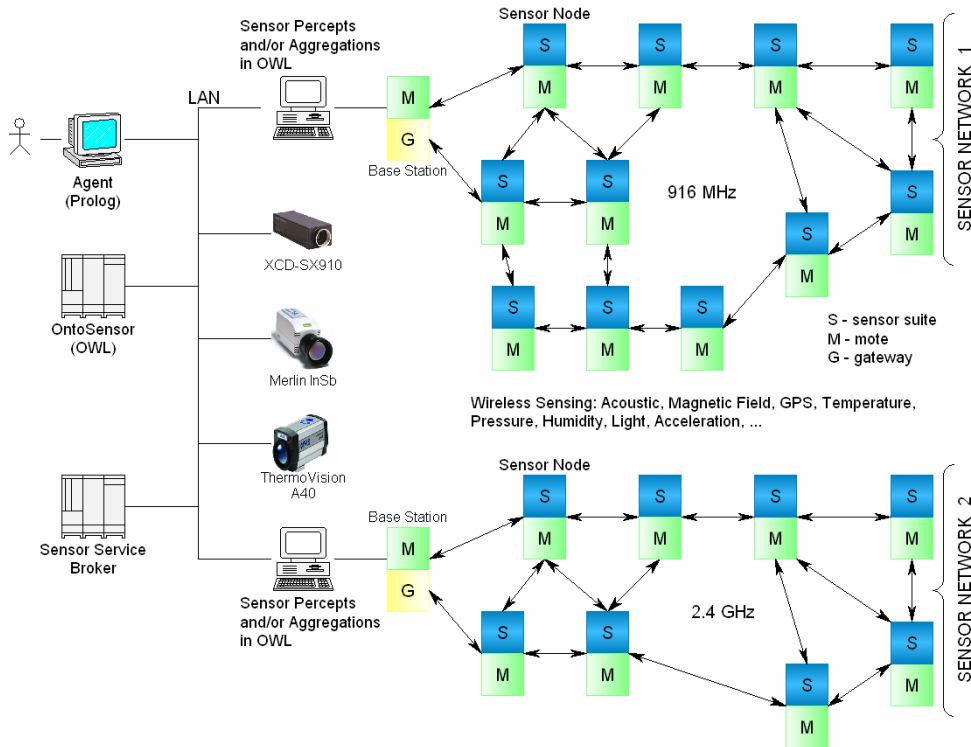 Sensor Percepts
and/or Aggregations
in OWL
LAN
Agent
(Prolog)
M
G
Base Station
Sensor Node
S
M
S
M
S
M
S
M
S
M
S
M
916 MHz
S
M
S
M
S
M
S
M
S
M
SENSOR NETWORK 1
S - sensor suite
M - mote
G - gateway
XCD-SX910
OntoSensor
(OWL)
Merlin InSb
ThermoVision
A40
Sensor Service
Broker
Wireless Sensing: Acoustic, Magnetic Field, GPS, Temperature,
Pressure, Humidity, Light, Acceleration, ...
Sensor Node
Base Station
M
G
Sensor Percepts
and/or Aggregations
in OWL
S
M
S
M
S
M
S
M
S
M
S
M
2.4 GHz
S
M
S
M
SENSOR NETWORK 2